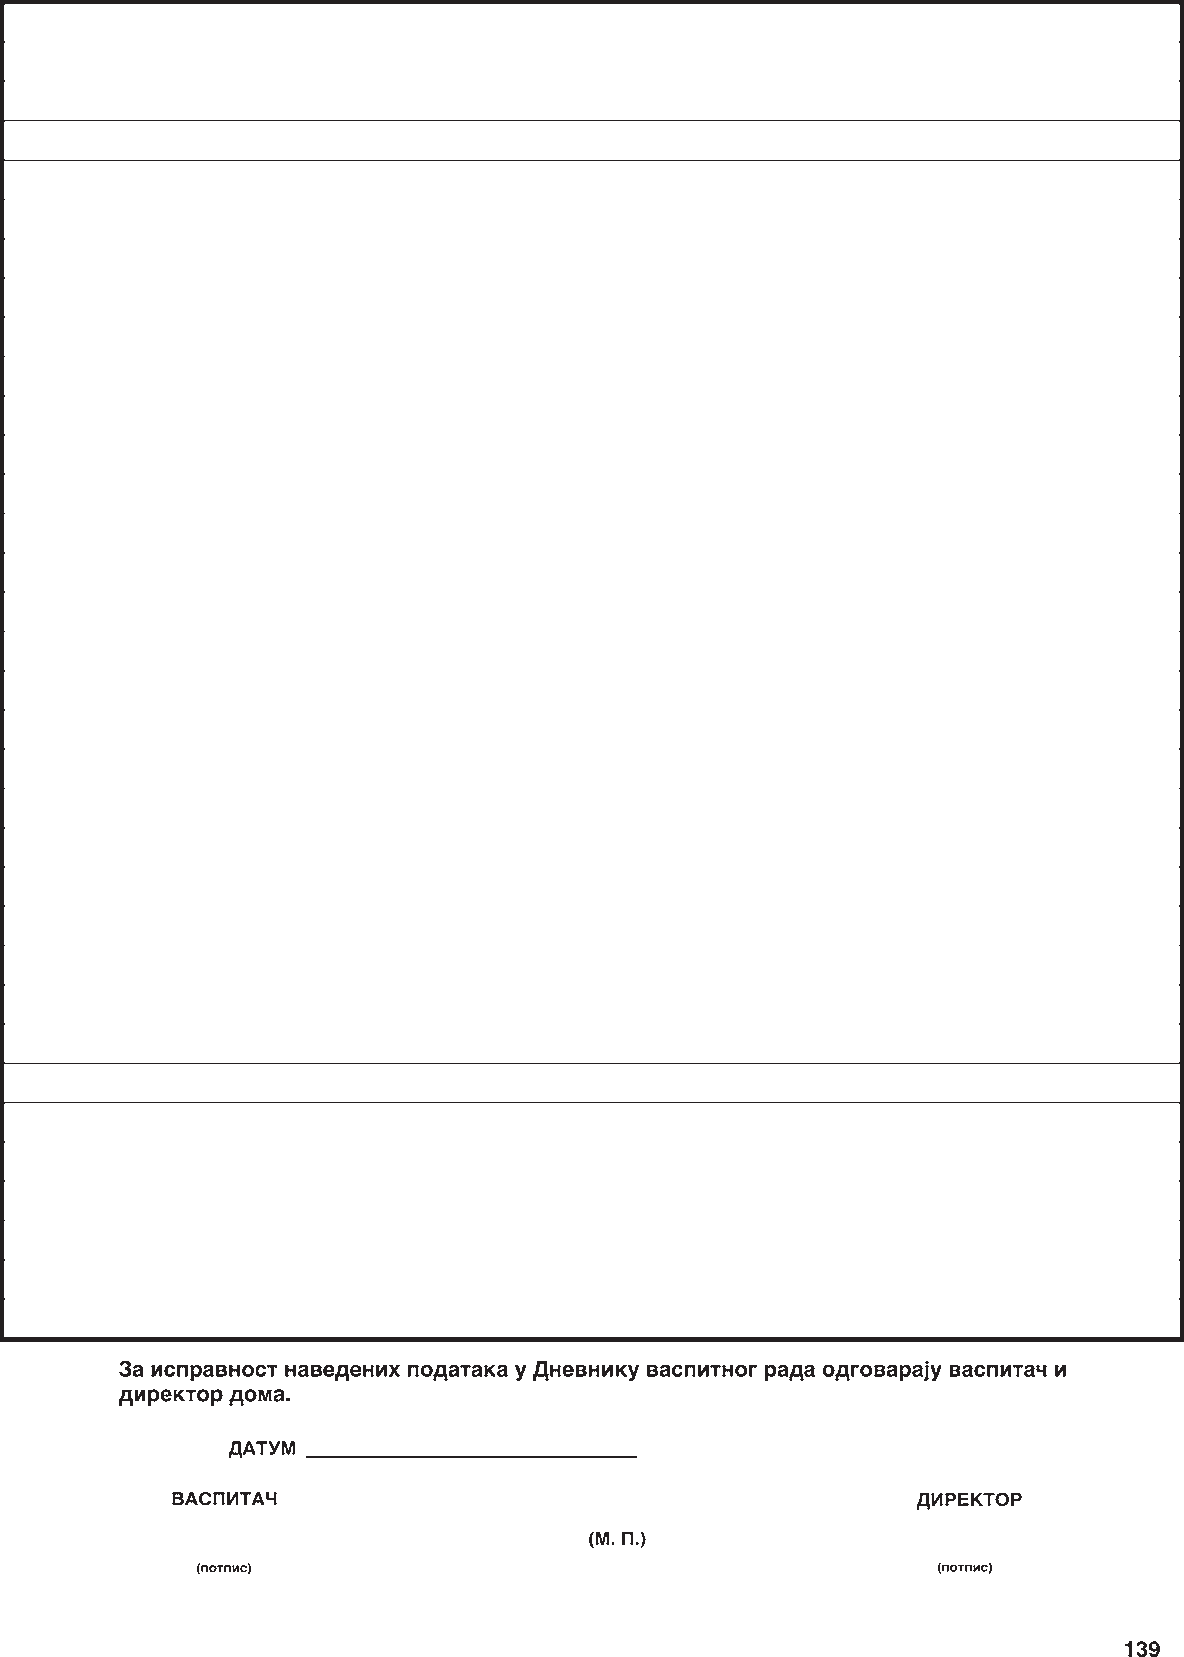 За исправност наведених података у Дневнику васпитног рада одговарају васпитач и
директор дома.
ДАТУМ
ВАСПИТАЧ ДИРЕКТОР
(М. П.)
(потпис) (потпис)
139